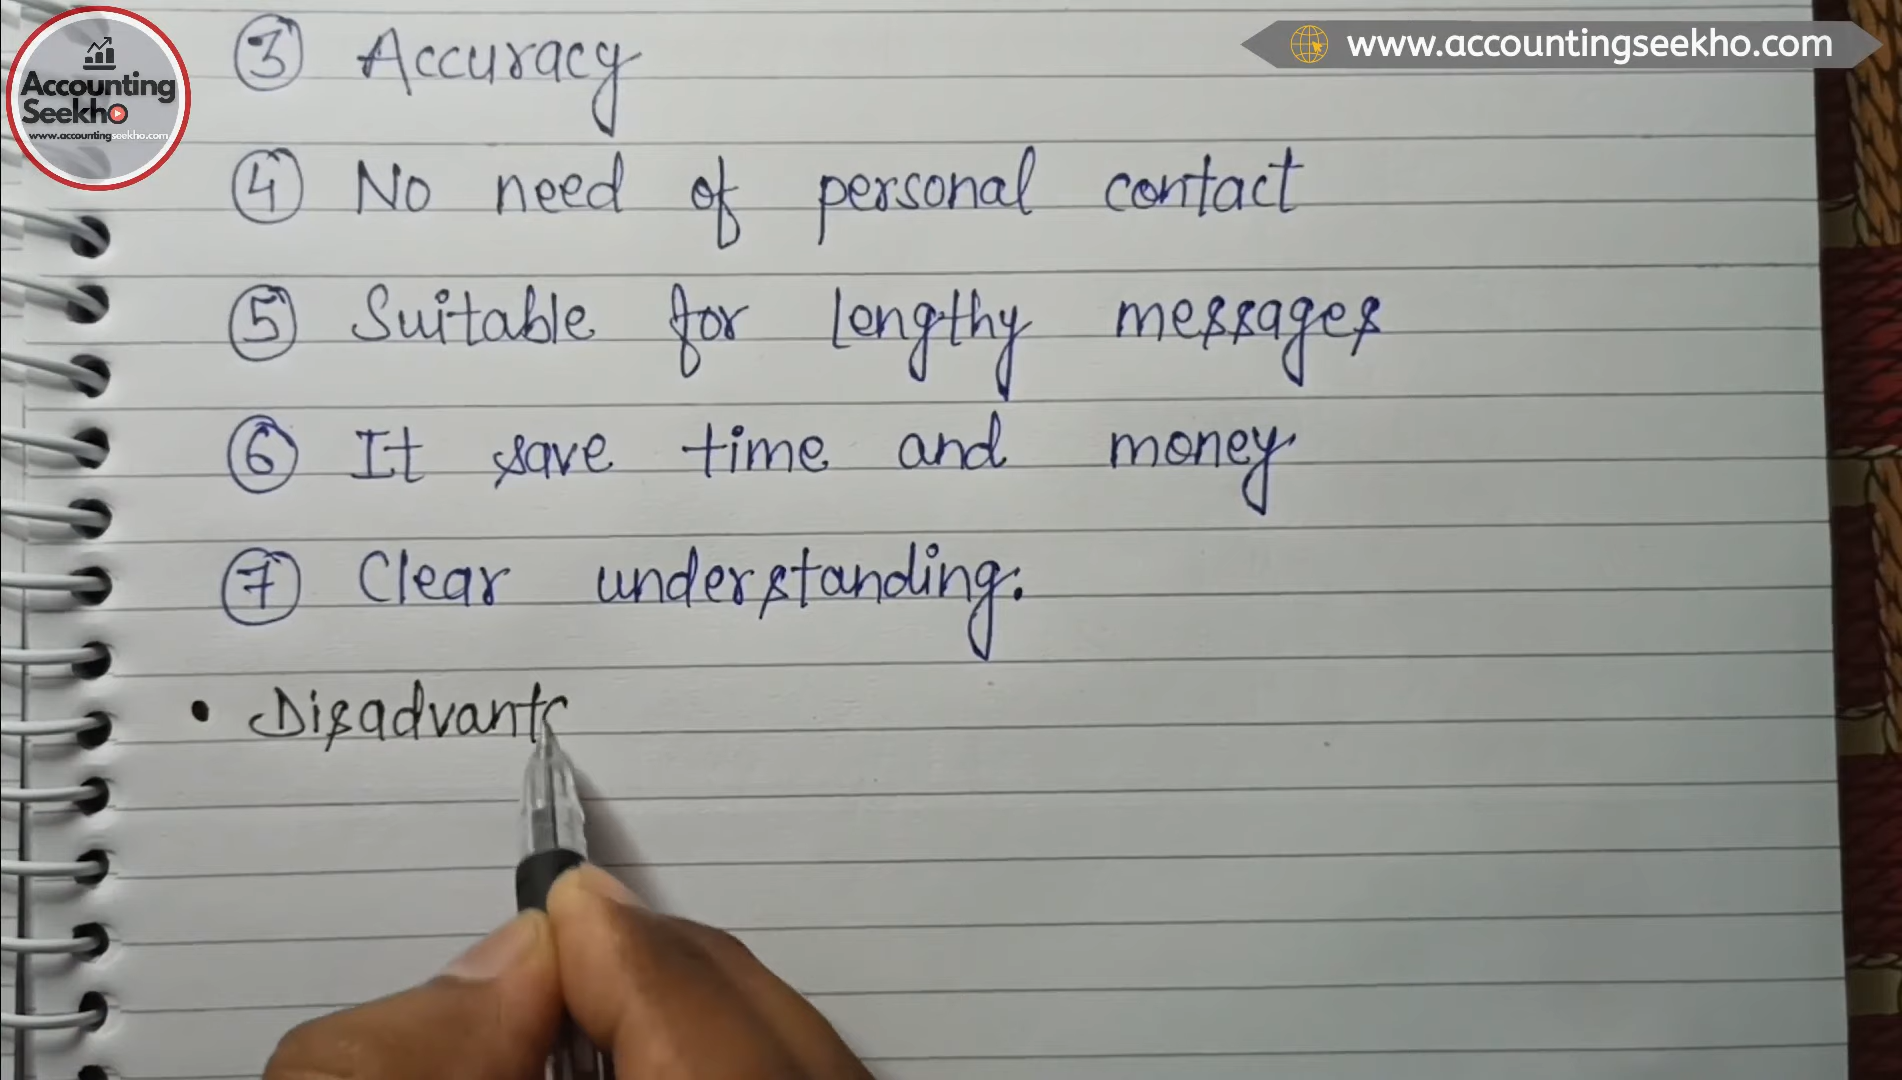 Accounting
Seekho
www.accountingseekho.com
www.accountingseekho.com
3 Accuracy
4 No need of personal contact
5 Suitable for lengthy messages
6 It save time and money
7 Clear understanding.
• Disadvanta